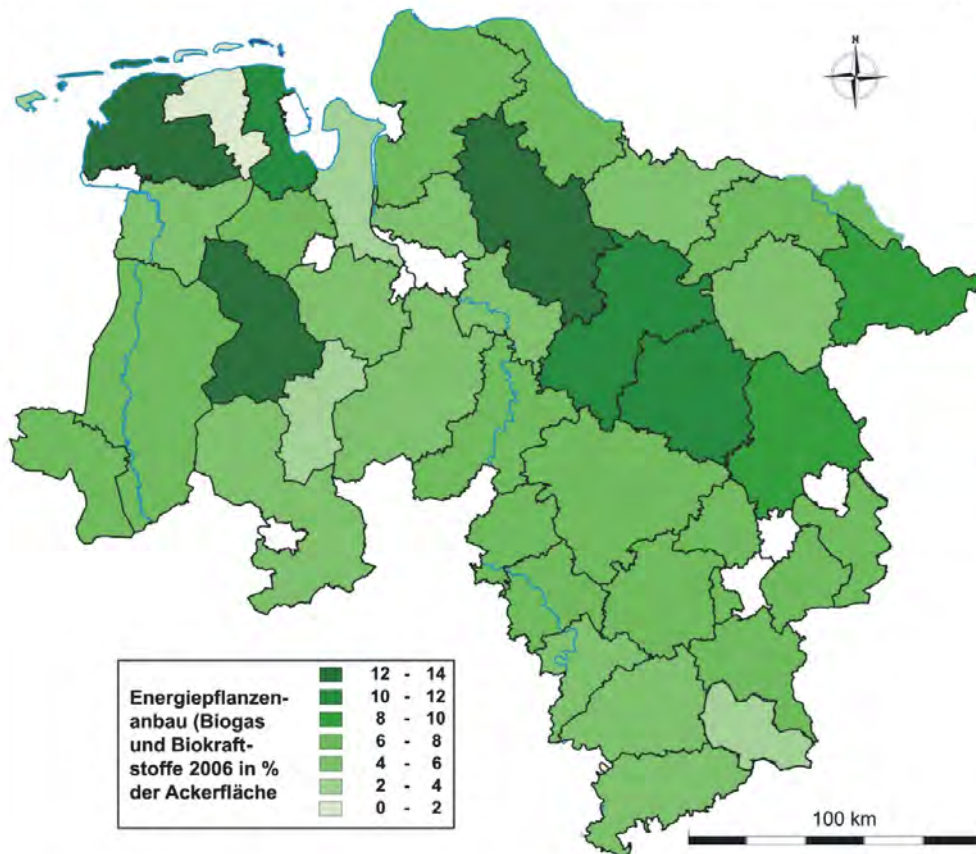 N
Energiepflanzen-
anbau (Biogas
und Biokraft-
stoffe 2006 in %
der Ackerfläche
12 - 14
10 - 12
8 - 10
6 - 8
4 - 6
2 - 4
0 - 2
100 km